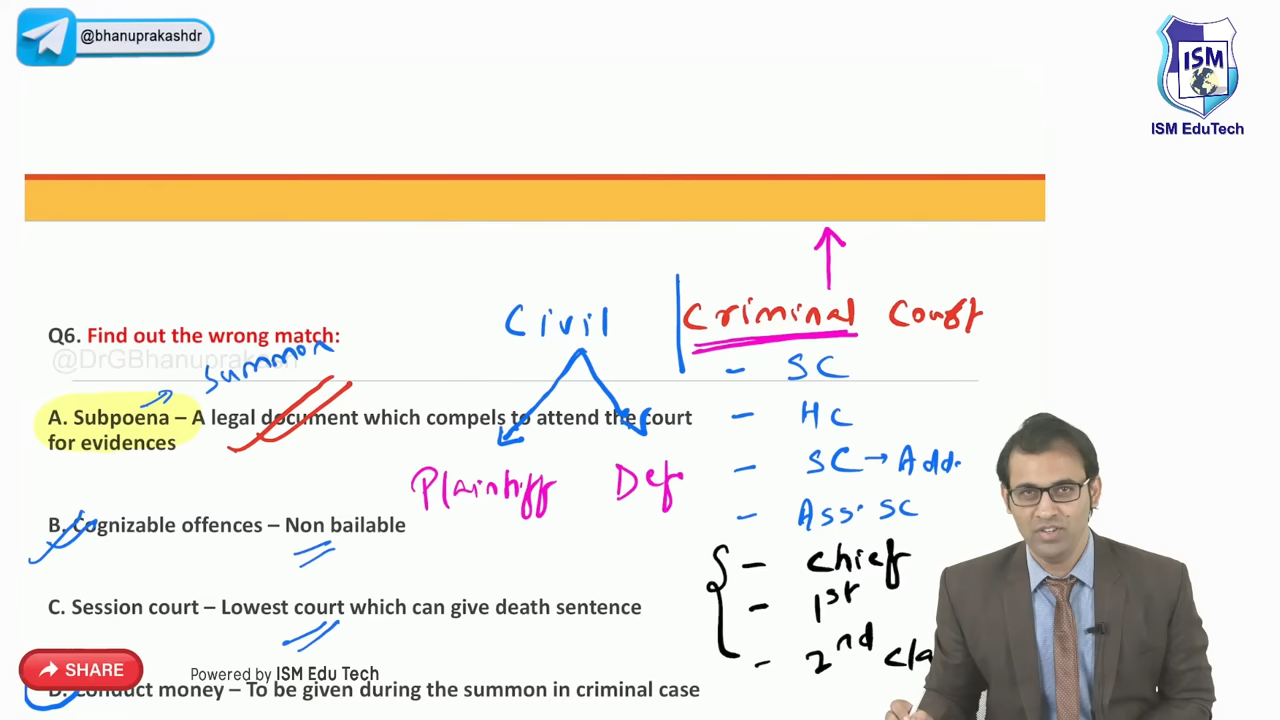 @bhanuprakashdr
ISM
ISM EduTech
Civil
Criminal Court
Q6. Find out the wrong match:
@DrGBhanuprakash
Summon
- SC
A. Subpoena – A legal document which compels to attend the court
for evidences
- HC
- SC → Add.
Plaintiff Def
- Ass. SC
B. Cognizable offences – Non bailable
- Chief
- 1st
C. Session court – Lowest court which can give death sentence
- 2nd cla
SHARE
Powered by ISM Edu Tech
D. Conduct money – To be given during the summon in criminal case